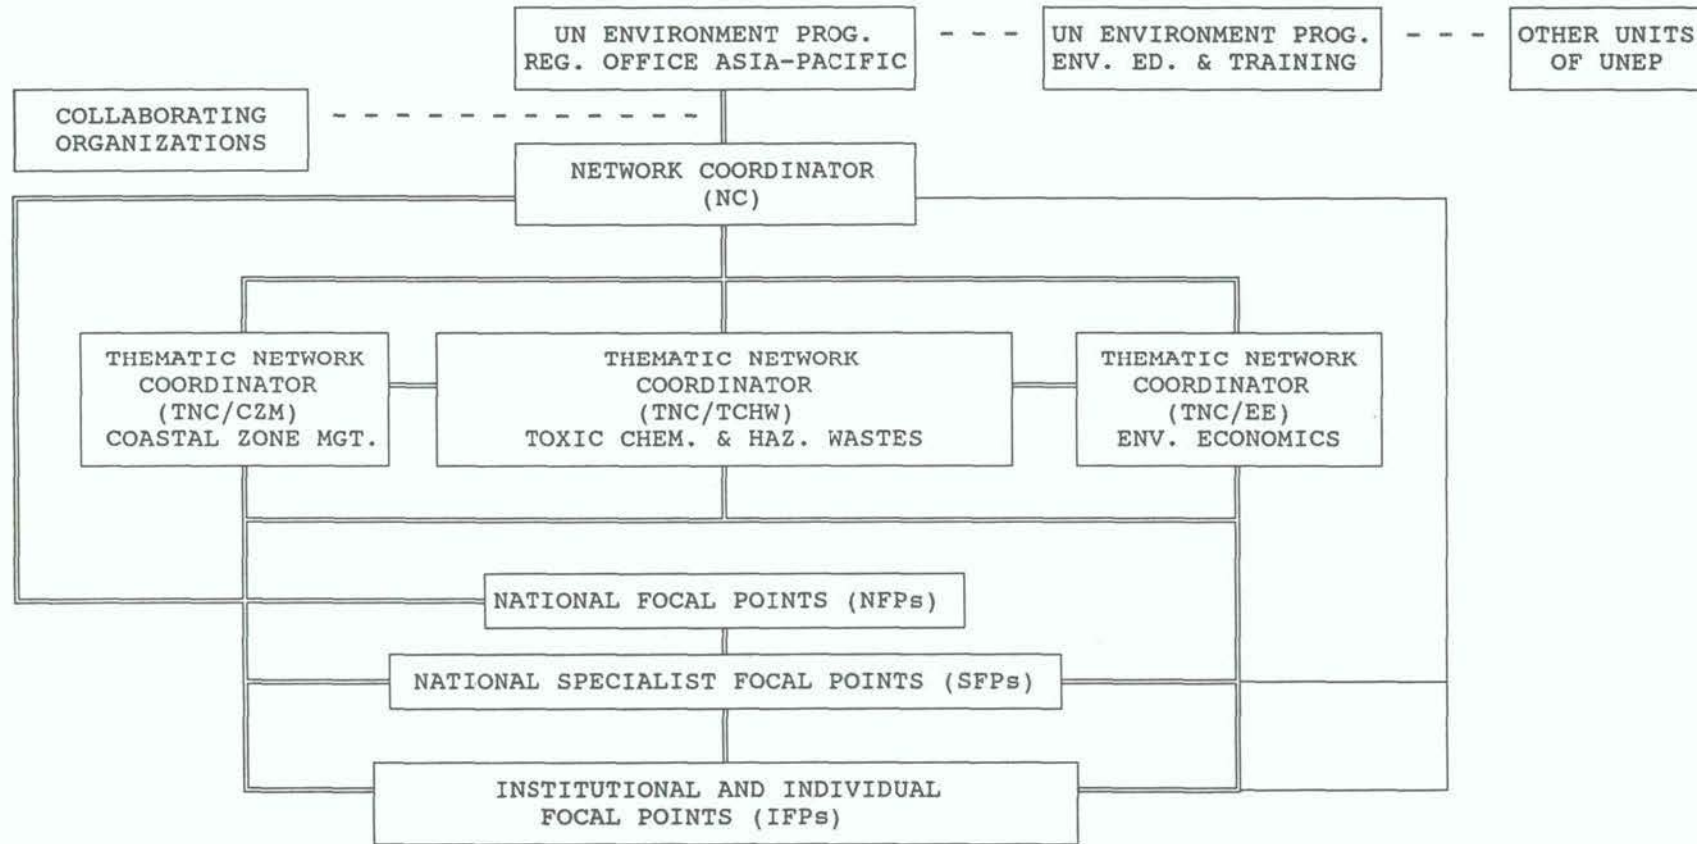 UN ENVIRONMENT PROG.
REG. OFFICE ASIA-PACIFIC
UN ENVIRONMENT PROG.
ENV. ED. & TRAINING
OTHER UNITS
OF UNEP
COLLABORATING
ORGANIZATIONS
NETWORK COORDINATOR
(NC)
THEMATIC NETWORK
COORDINATOR
(TNC/CZM)
COASTAL ZONE MGT.
THEMATIC NETWORK
COORDINATOR
(TNC/TCHW)
TOXIC CHEM. & HAZ. WASTES
THEMATIC NETWORK
COORDINATOR
(TNC/EE)
ENV. ECONOMICS
NATIONAL FOCAL POINTS (NFPs)
NATIONAL SPECIALIST FOCAL POINTS (SFPs)
INSTITUTIONAL AND INDIVIDUAL
FOCAL POINTS (IFPs)